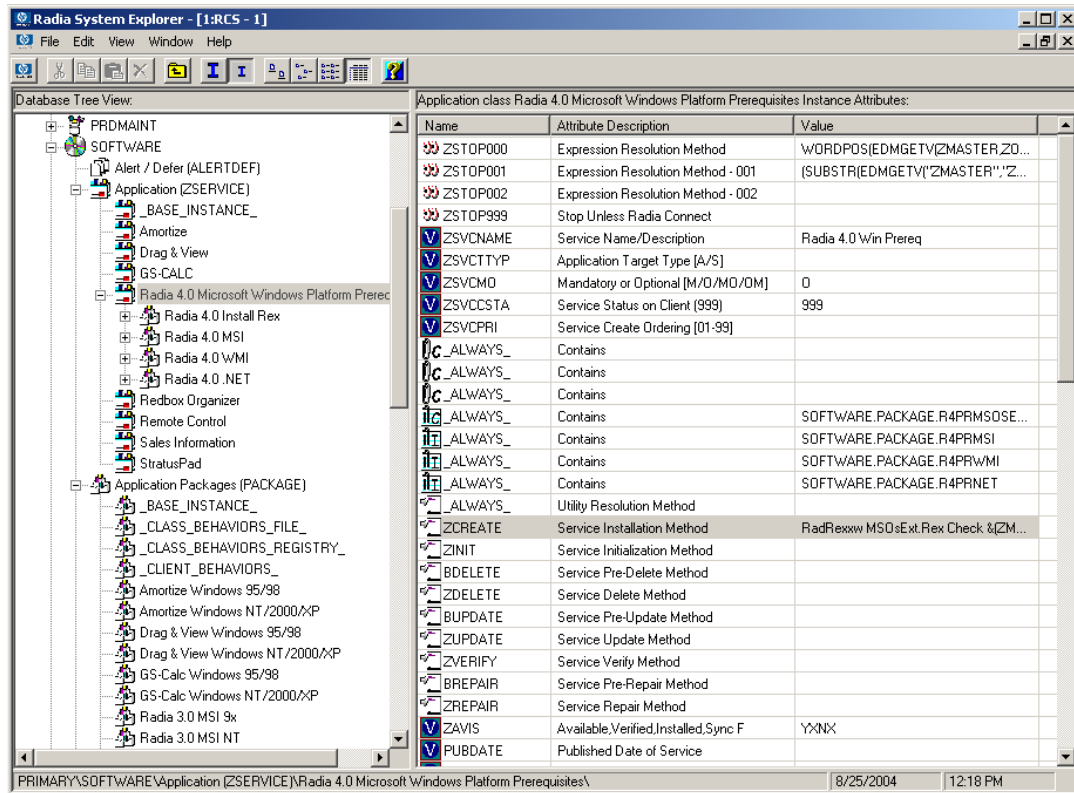 Radia System Explorer - [1:RCS - 1]
File Edit View Window Help
Database Tree View:
PRDMAINT
SOFTWARE
Alert / Defer (ALERTDEF)
Application (ZSERVICE)
_BASE_INSTANCE_
Amortize
Drag & View
GS-CALC
Radia 4.0 Microsoft Windows Platform Prerec
Radia 4.0 Install Rex
Radia 4.0 MSI
Radia 4.0 WMI
Radia 4.0 .NET
Redbox Organizer
Remote Control
Sales Information
StratusPad
Application Packages (PACKAGE)
_BASE_INSTANCE_
_CLASS_BEHAVIORS_FILE_
_CLASS_BEHAVIORS_REGISTRY_
_CLIENT_BEHAVIORS_
Amortize Windows 95/98
Amortize Windows NT/2000/XP
Drag & View Windows 95/98
Drag & View Windows NT/2000/XP
GS-Calc Windows 95/98
GS-Calc Windows NT/2000/XP
Radia 3.0 MSI 9x
Radia 3.0 MSI NT
Application class Radia 4.0 Microsoft Windows Platform Prerequisites Instance Attributes:
Name Attribute Description Value
ZSTOP000 Expression Resolution Method WORDPOS(EDMGETV(ZMASTER,ZO...
ZSTOP001 Expression Resolution Method - 001 (SUBSTR(EDMGETV("ZMASTER","Z...
ZSTOP002 Expression Resolution Method - 002
ZSTOP999 Stop Unless Radia Connect
V ZSVCNAME Service Name/Description Radia 4.0 Win Prereq
V ZSVCTTYP Application Target Type [A/S]
V ZSVCMO Mandatory or Optional [M/O/MO/OM] O
V ZSVCCSTA Service Status on Client (999) 999
V ZSVCPRI Service Create Ordering [01-99]
C _ALWAYS_ Contains
C _ALWAYS_ Contains
C _ALWAYS_ Contains
C _ALWAYS_ Contains SOFTWARE.PACKAGE.R4PRMSOSE...
I _ALWAYS_ Contains SOFTWARE.PACKAGE.R4PRMSI
I _ALWAYS_ Contains SOFTWARE.PACKAGE.R4PRWMI
I _ALWAYS_ Contains SOFTWARE.PACKAGE.R4PRNET
_ALWAYS_ Utility Resolution Method
ZCREATE Service Installation Method RadRexxw MSOsExt.Rex Check &(ZM...
ZINIT Service Initialization Method
BDELETE Service Pre-Delete Method
ZDELETE Service Delete Method
BUPDATE Service Pre-Update Method
ZUPDATE Service Update Method
ZVERIFY Service Verify Method
BREPAIR Service Pre-Repair Method
ZREPAIR Service Repair Method
V ZAVIS Available,Verified,Installed,Sync F YXNX
V PUBDATE Published Date of Service
PRIMARY\SOFTWARE\Application (ZSERVICE)\Radia 4.0 Microsoft Windows Platform Prerequisites\ 8/25/2004 12:18 PM